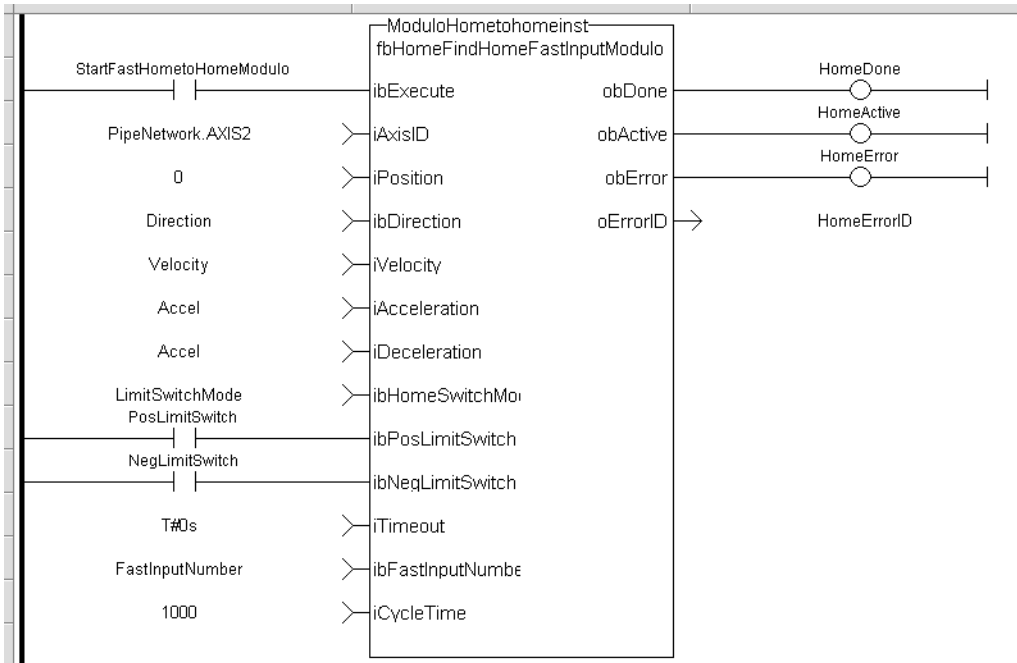 ModuloHometohomeinst
fbHomeFindHomeFastInputModulo
StartFastHometoHomeModulo
ibExecute
obDone
HomeDone
PipeNetwork.AXIS2
iAxisID
obActive
HomeActive
0
iPosition
obError
HomeError
Direction
ibDirection
oErrorID
HomeErrorID
Velocity
iVelocity
Accel
iAcceleration
Accel
iDeceleration
LimitSwitchMode
ibHomeSwitchMo
PosLimitSwitch
ibPosLimitSwitch
NegLimitSwitch
ibNegLimitSwitch
T#0s
iTimeout
FastInputNumber
ibFastInputNumbe
1000
iCycleTime